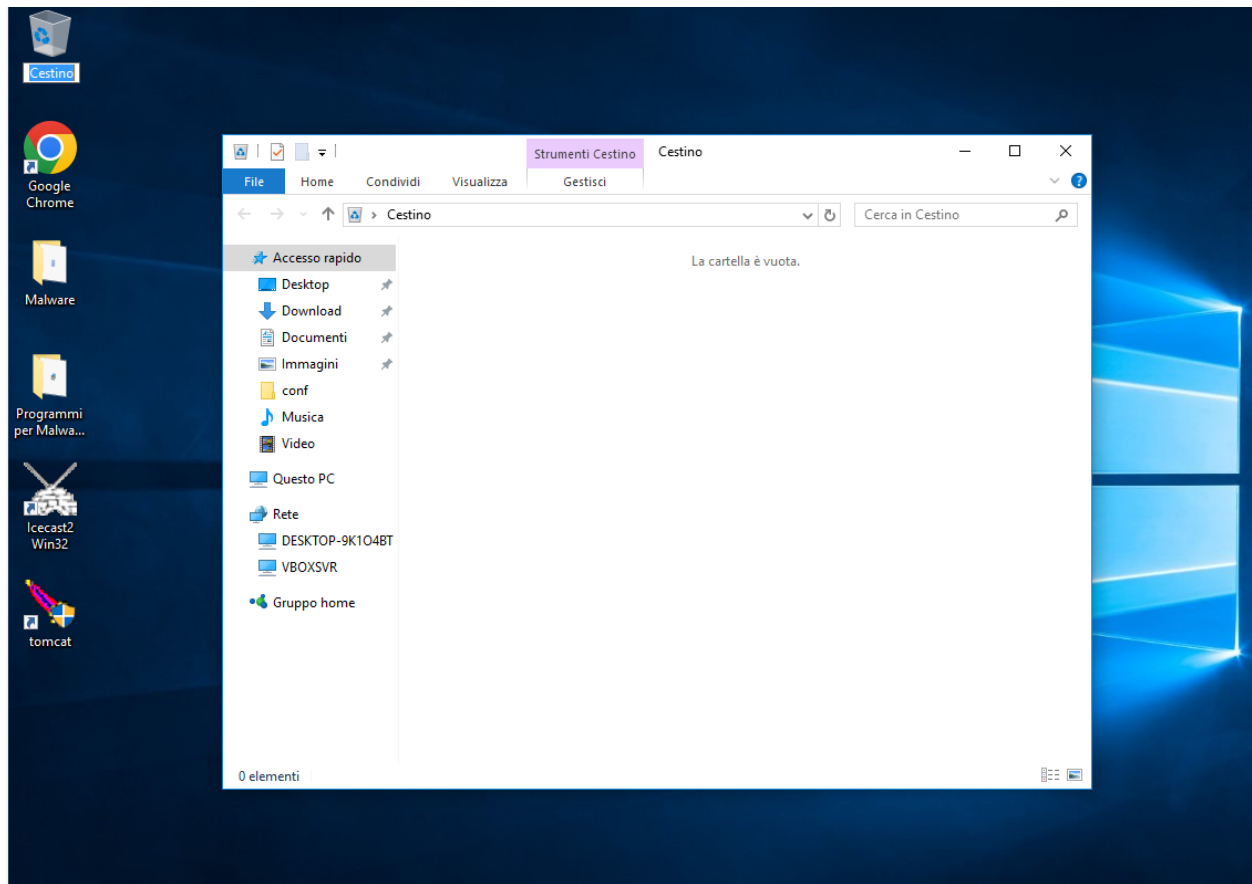 Cestino
Google
Chrome
Malware
Programmi
per Malwa...
Icecast2
Win32
tomcat
Strumenti Cestino
Cestino
File
Home
Condividi
Visualizza
Gestisci
Cestino
Cerca in Cestino
Accesso rapido
Desktop
Download
Documenti
Immagini
conf
Musica
Video
Questo PC
Rete
DESKTOP-9K1O4BT
VBOXSVR
Gruppo home
La cartella è vuota.
0 elementi